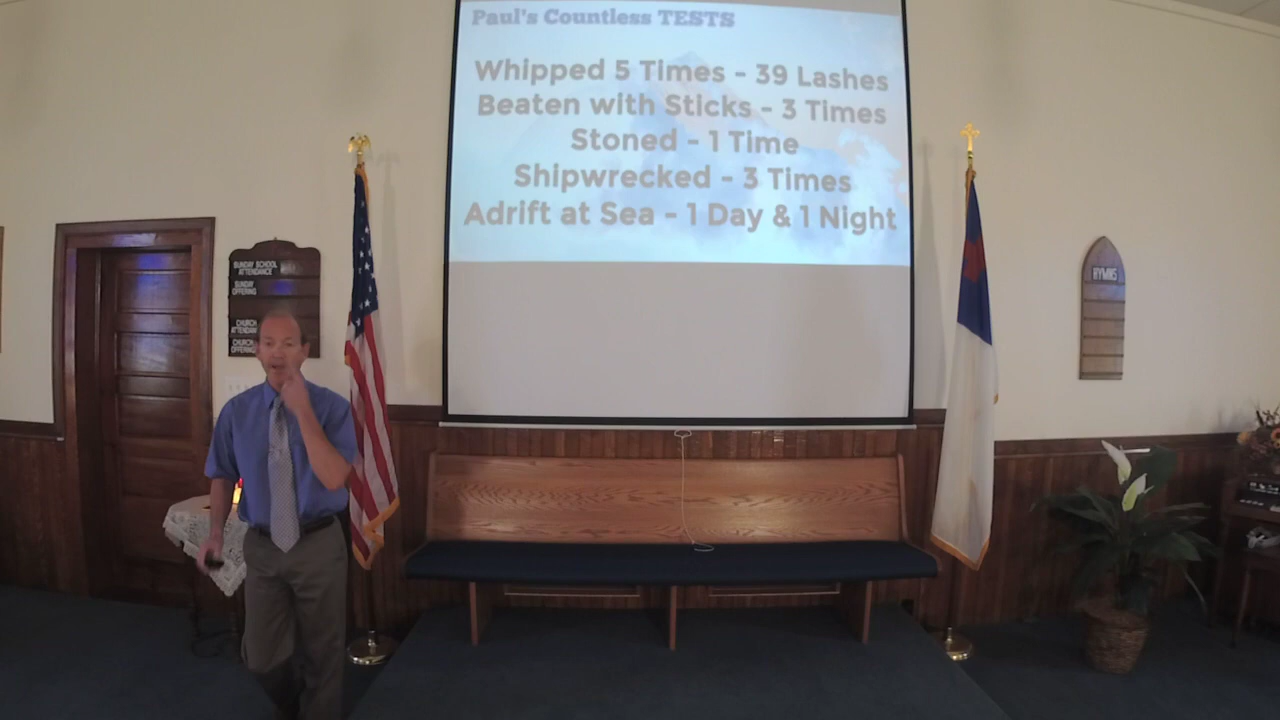 Paul's Countless TESTS
Whipped 5 Times - 39 Lashes
Beaten with Sticks - 3 Times
Stoned - 1 Time
Shipwrecked - 3 Times
Adrift at Sea - 1 Day & 1 Night
SUNDAY SCHOOL
ATTENDANCE
SUNDAY
OFFERING
CHURCH
ATTENDAN
CHURCH
OFFERING
HYMNS